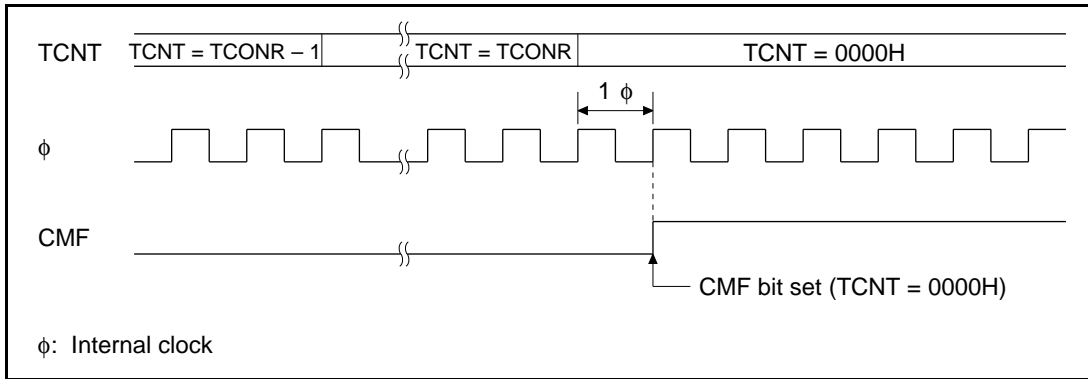 TCNT TCNT = TCONR – 1 TCNT = TCONR TCNT = 0000H
1 ϕ
ϕ
CMF
CMF bit set (TCNT = 0000H)
ϕ: Internal clock